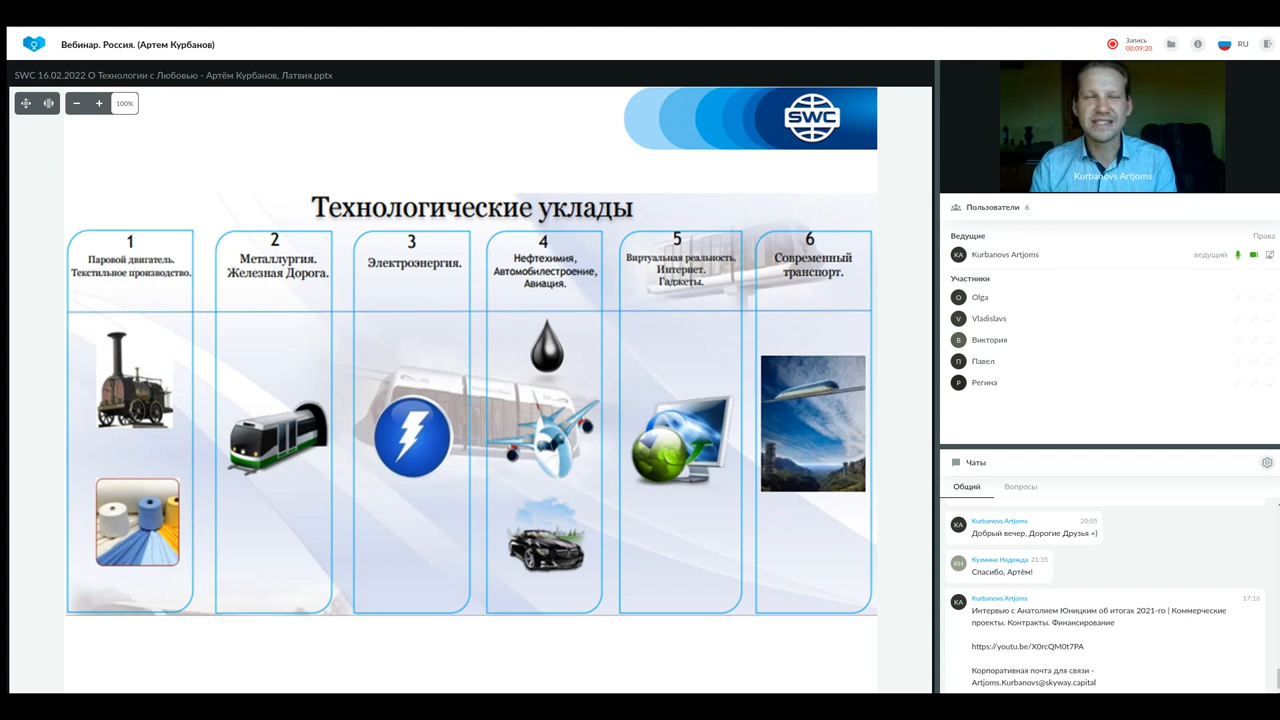 Вебинар. Россия. (Артем Курбанов)
Запись
00:09:20
RU
SWC 16.02.2022 О Технологии с Любовью - Артём Курбанов, Латвия.pptx
100%
SWC
Технологические уклады
1
Паровой двигатель.
Текстильное производство.
2
Металлургия.
Железная Дорога.
3
Электроэнергия.
4
Нефтехимия,
Автомобилестроение,
Авиация.
5
Виртуальная реальность.
Интернет.
Гаджеты.
6
Современный
транспорт.
Kurbanovs Artjoms
Пользователи 6
Ведущие Права
KA Kurbanovs Artjoms ведущий
Участники
O Olga
V Vladislavs
В Виктория
П Павел
Р Регина
Чаты
Общий Вопросы
KA Kurbanovs Artjoms 20:05
Добрый вечер, Дорогие Друзья =)
КН Кузмина Надежда 21:35
Спасибо, Артём!
KA Kurbanovs Artjoms 17:16
Интервью с Анатолием Юницким об итогах 2021-го | Коммерческие
проекты. Контракты. Финансирование
https://youtu.be/X0rcQM0t7PA
Корпоративная почта для связи -
Artjoms.Kurbanovs@skyway.capital